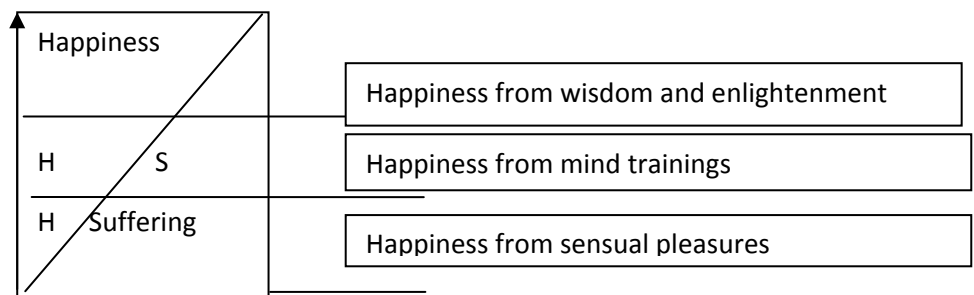 Happiness
Happiness from wisdom and enlightenment
H S
Happiness from mind trainings
H Suffering
Happiness from sensual pleasures